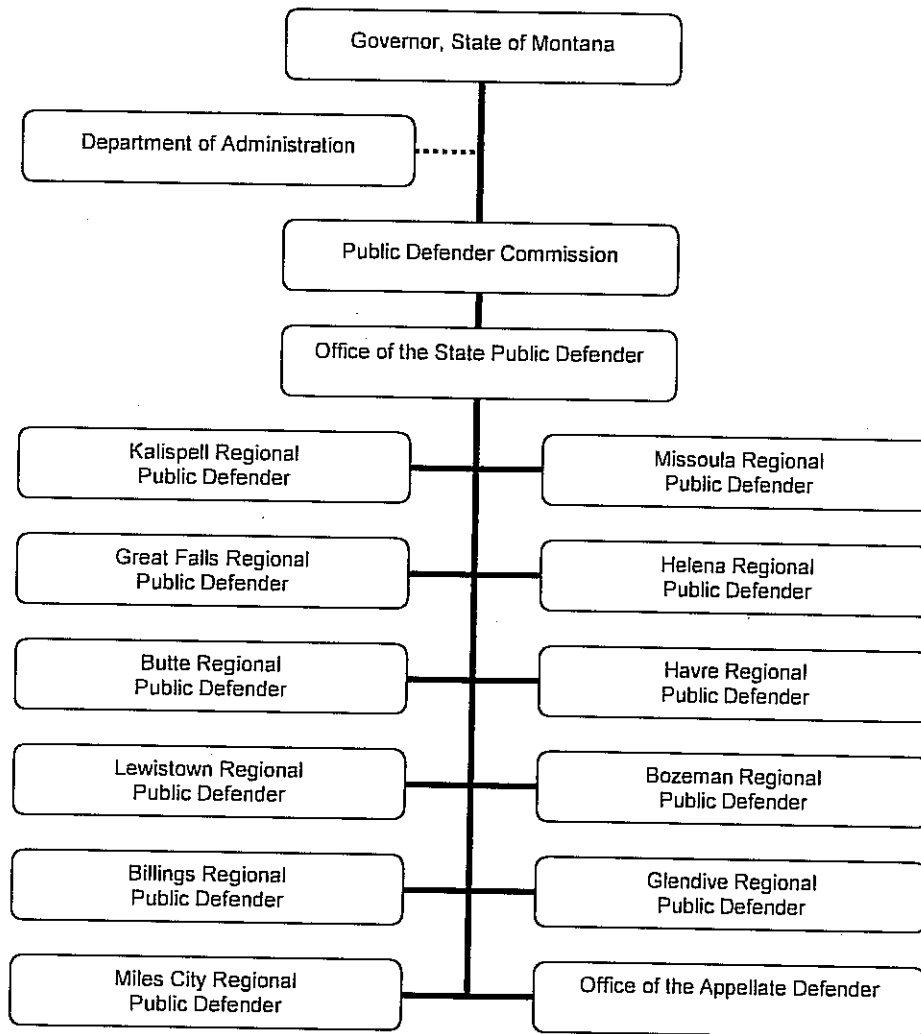 Governor, State of Montana
Department of Administration
Public Defender Commission
Office of the State Public Defender
Kalispell Regional
Public Defender
Missoula Regional
Public Defender
Great Falls Regional
Public Defender
Helena Regional
Public Defender
Butte Regional
Public Defender
Havre Regional
Public Defender
Lewistown Regional
Public Defender
Bozeman Regional
Public Defender
Billings Regional
Public Defender
Glendive Regional
Public Defender
Miles City Regional
Public Defender
Office of the Appellate Defender